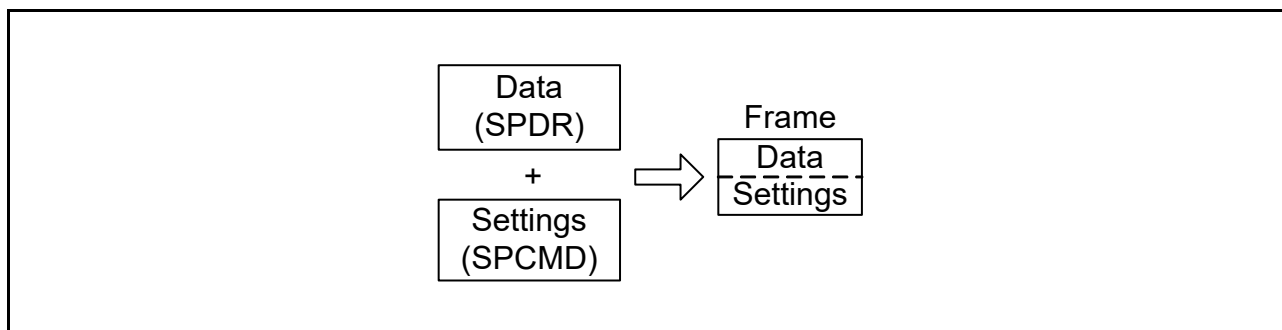 Data
(SPDR)
+
Settings
(SPCMD)
Frame
Data
Settings